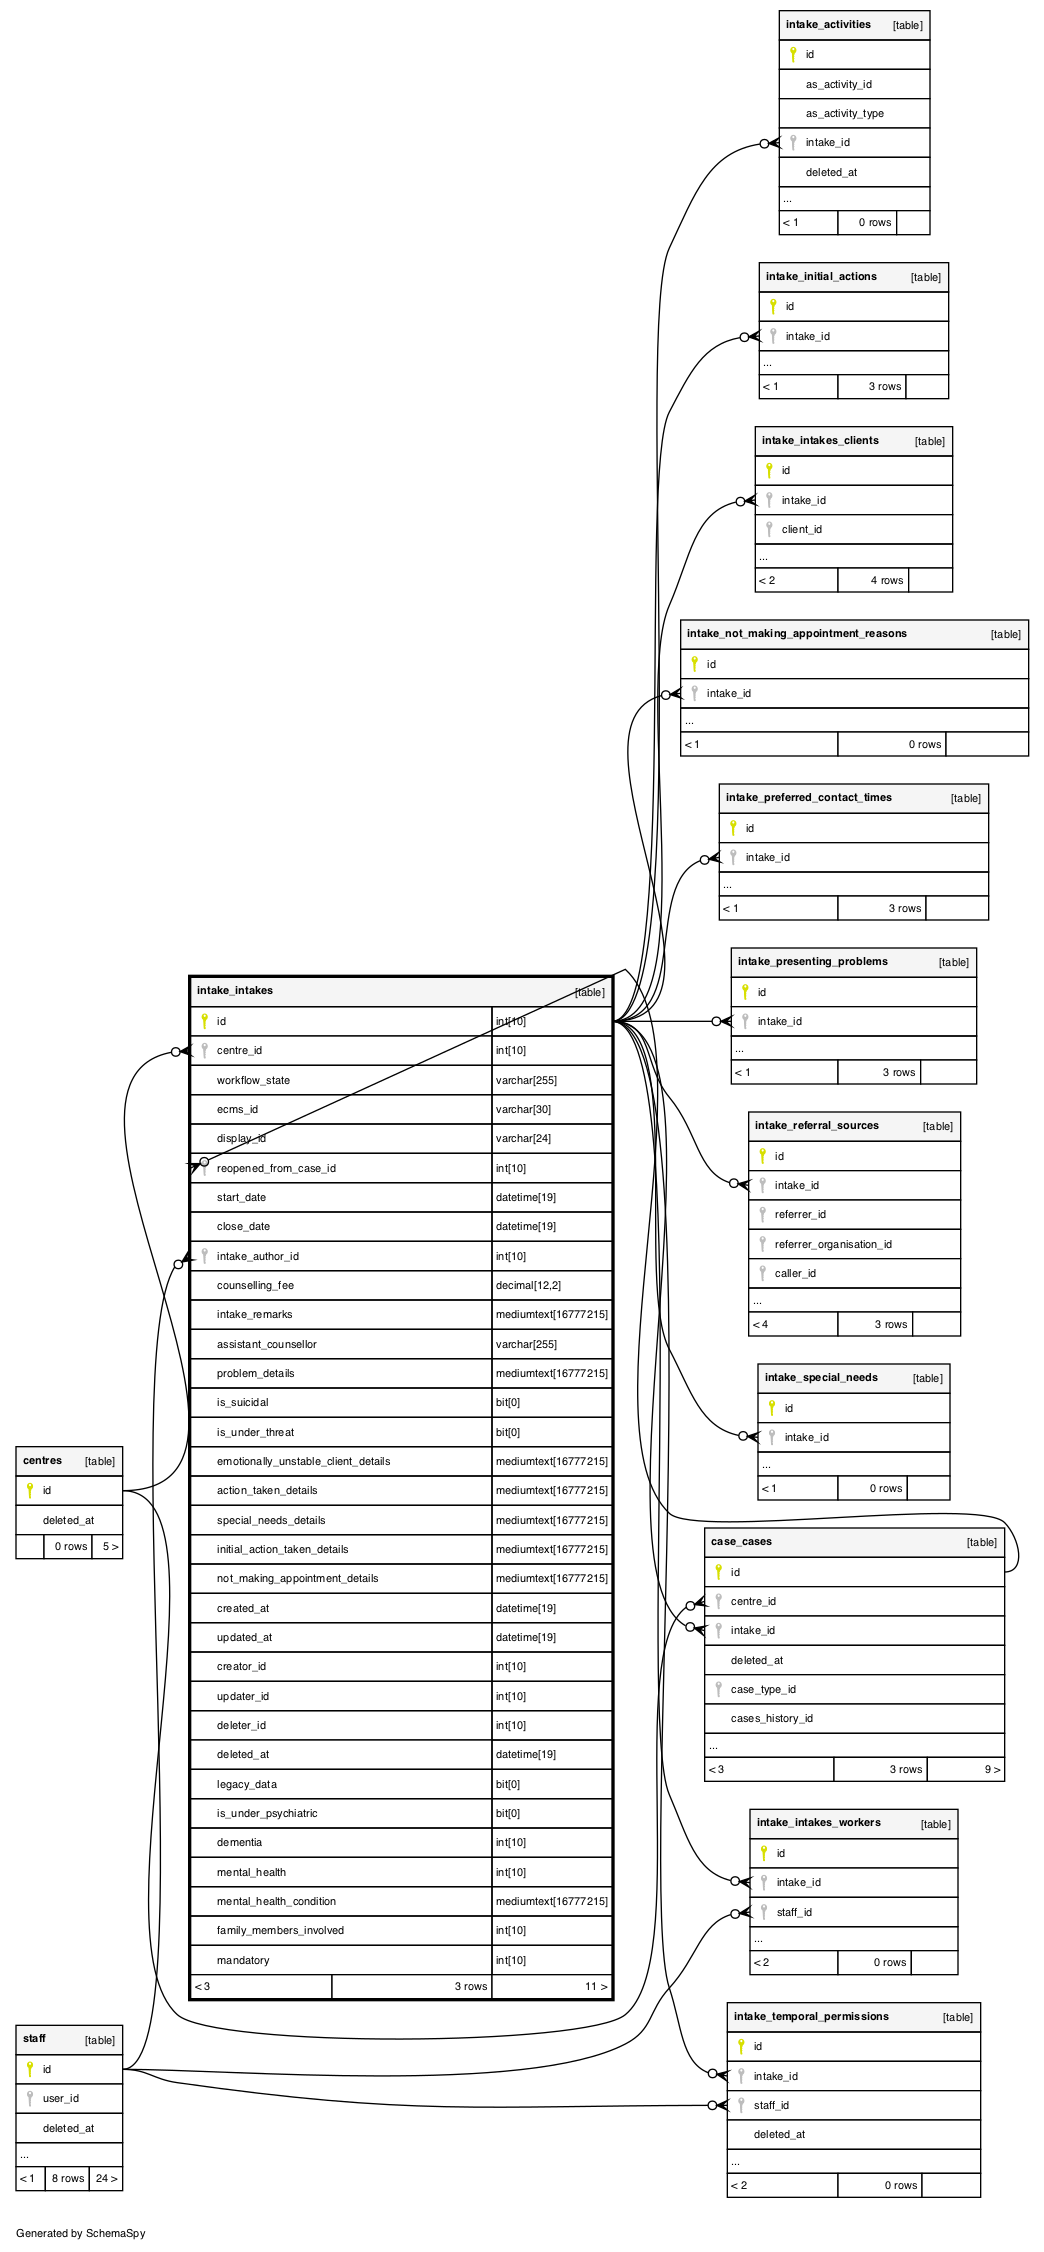 intake_activities [table]
id
as_activity_id
as_activity_type
intake_id
deleted_at
...
< 1 0 rows
intake_initial_actions [table]
id
intake_id
...
< 1 3 rows
intake_intakes_clients [table]
id
intake_id
client_id
...
< 2 4 rows
intake_not_making_appointment_reasons [table]
id
intake_id
...
< 1 0 rows
intake_preferred_contact_times [table]
id
intake_id
...
< 1 3 rows
intake_presenting_problems [table]
id
intake_id
...
< 1 3 rows
intake_referral_sources [table]
id
intake_id
referrer_id
referrer_organisation_id
caller_id
...
< 4 3 rows
intake_special_needs [table]
id
intake_id
...
< 1 0 rows
case_cases [table]
id
centre_id
intake_id
deleted_at
case_type_id
cases_history_id
...
< 3 3 rows 9 >
intake_intakes_workers [table]
id
intake_id
staff_id
...
< 2 0 rows
intake_temporal_permissions [table]
id
intake_id
staff_id
deleted_at
...
< 2 0 rows
intake_intakes [table]
id int[10]
centre_id int[10]
workflow_state varchar[255]
ecms_id varchar[30]
display_id varchar[24]
reopened_from_case_id int[10]
start_date datetime[19]
close_date datetime[19]
intake_author_id int[10]
counselling_fee decimal[12,2]
intake_remarks mediumtext[16777215]
assistant_counsellor varchar[255]
problem_details mediumtext[16777215]
is_suicidal bit[0]
is_under_threat bit[0]
emotionally_unstable_client_details mediumtext[16777215]
action_taken_details mediumtext[16777215]
special_needs_details mediumtext[16777215]
initial_action_taken_details mediumtext[16777215]
not_making_appointment_details mediumtext[16777215]
created_at datetime[19]
updated_at datetime[19]
creator_id int[10]
updater_id int[10]
deleter_id int[10]
deleted_at datetime[19]
legacy_data bit[0]
is_under_psychiatric bit[0]
dementia int[10]
mental_health int[10]
mental_health_condition mediumtext[16777215]
family_members_involved int[10]
mandatory int[10]
< 3 3 rows 11 >
centres [table]
id
deleted_at
0 rows 5 >
staff [table]
id
user_id
deleted_at
...
< 1 8 rows 24 >
Generated by SchemaSpy